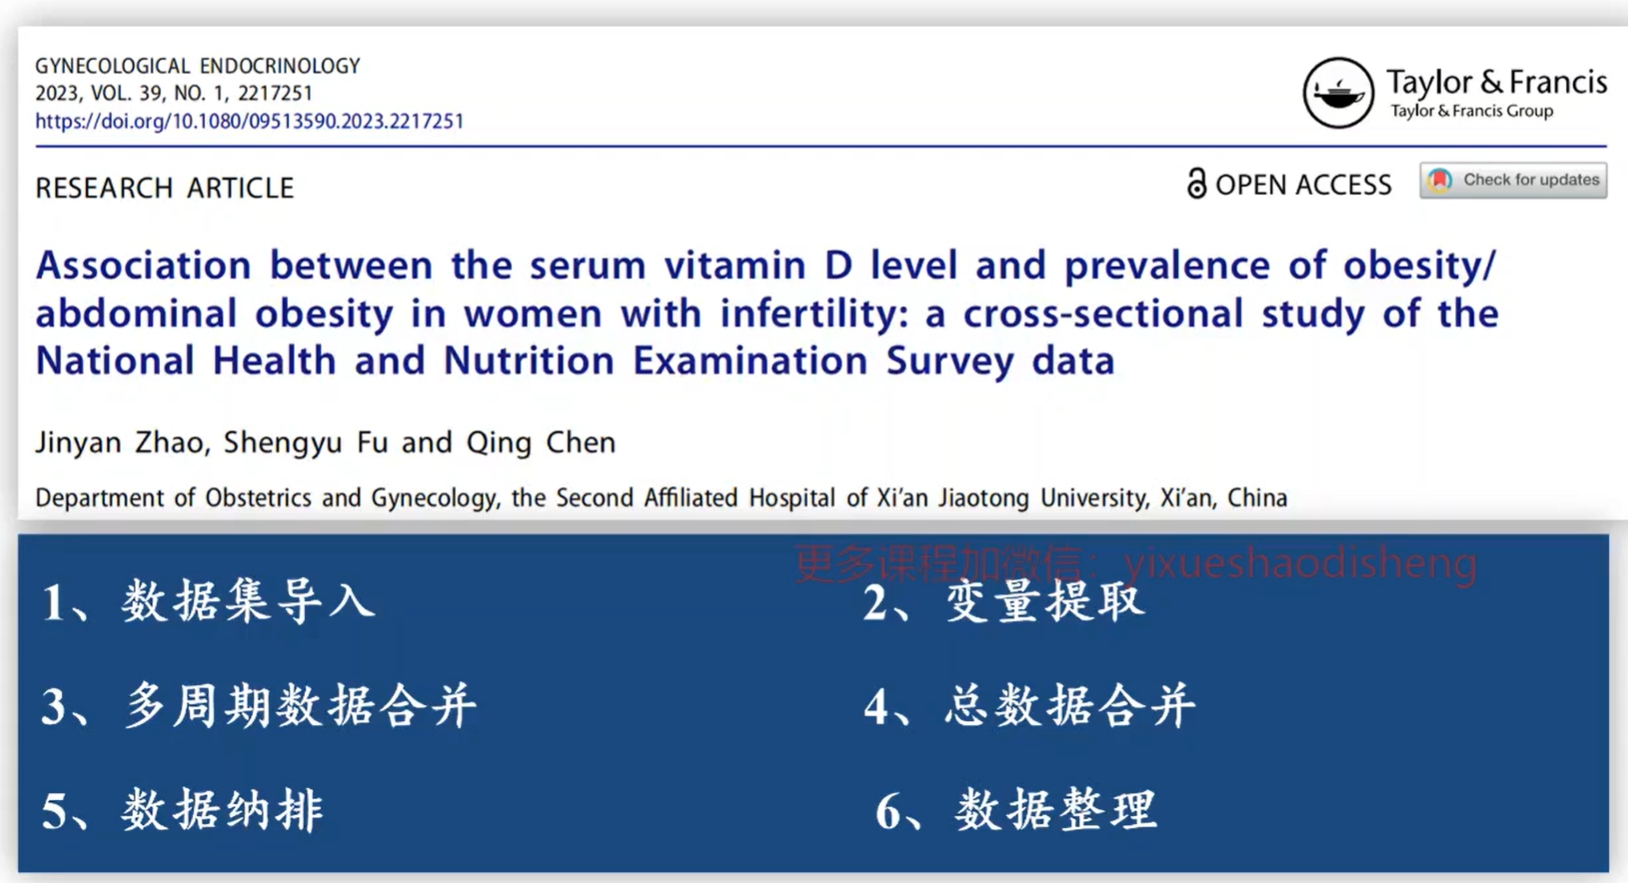 GYNECOLOGICAL ENDOCRINOLOGY
2023, VOL. 39, NO. 1, 2217251
https://doi.org/10.1080/09513590.2023.2217251
Taylor & Francis
Taylor & Francis Group
RESEARCH ARTICLE
OPEN ACCESS
Check for updates
Association between the serum vitamin D level and prevalence of obesity/
abdominal obesity in women with infertility: a cross-sectional study of the
National Health and Nutrition Examination Survey data
Jinyan Zhao, Shengyu Fu and Qing Chen
Department of Obstetrics and Gynecology, the Second Affiliated Hospital of Xi'an Jiaotong University, Xi'an, China
更多课程加微信：yixueshaodisheng
1、数据集导入
2、变量提取
3、多周期数据合并
4、总数据合并
5、数据纳排
6、数据整理